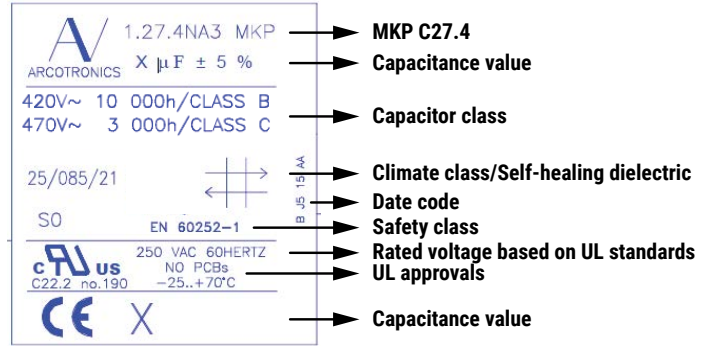 1.27.4NA3 MKP
MKP C27.4
ARCOTRONICS
X µF ± 5 %
Capacitance value
420V~ 10 000h/CLASS B
470V~ 3 000h/CLASS C
Capacitor class
25/085/21
Climate class/Self-healing dielectric
B J5 15 AA
Date code
S0
EN 60252-1
Safety class
250 VAC 60HERTZ
Rated voltage based on UL standards
c RU us
NO PCBs
UL approvals
C22.2 no.190
-25..+70°C
CE X
Capacitance value